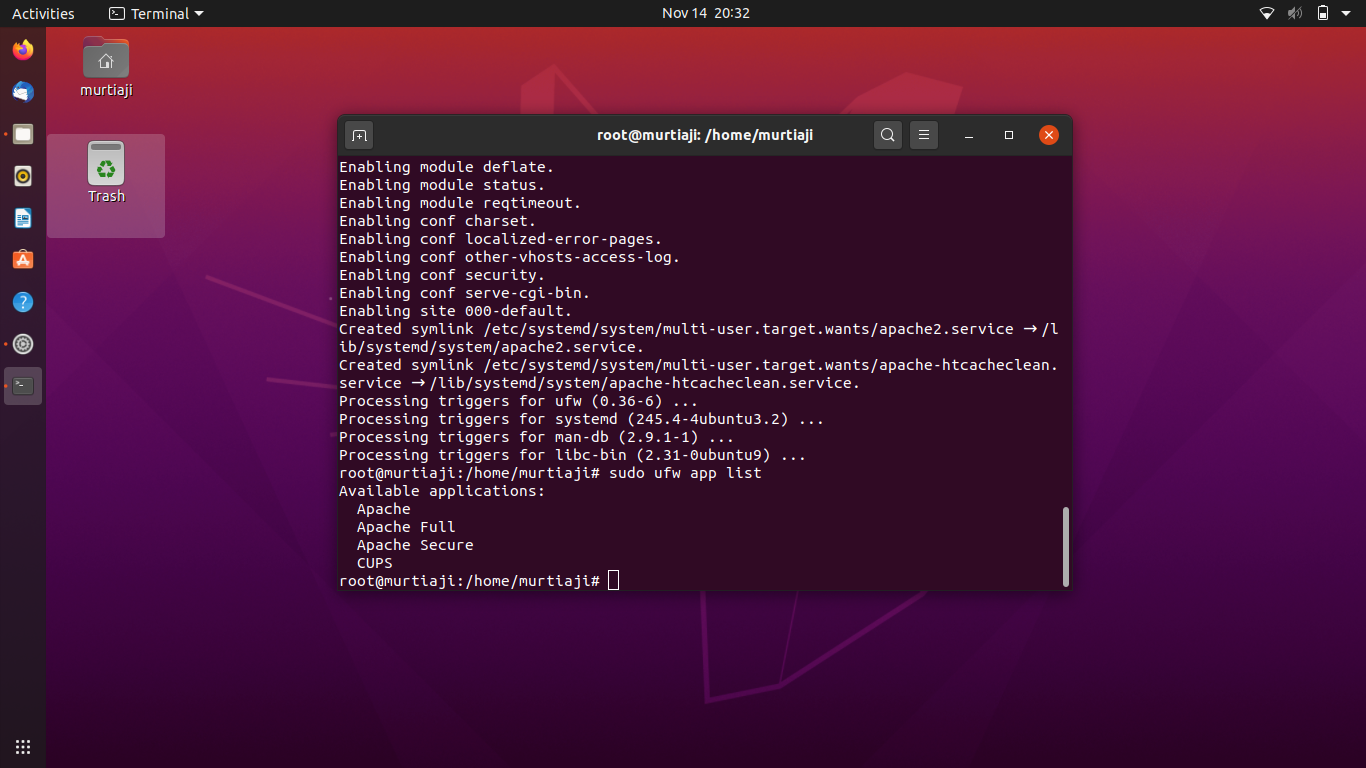 Activities
Terminal
Nov 14 20:32
murtiaji
Trash
root@murtiaji: /home/murtiaji
Enabling module deflate.
Enabling module status.
Enabling module reqtimeout.
Enabling conf charset.
Enabling conf localized-error-pages.
Enabling conf other-vhosts-access-log.
Enabling conf security.
Enabling conf serve-cgi-bin.
Enabling site 000-default.
Created symlink /etc/systemd/system/multi-user.target.wants/apache2.service → /l
ib/systemd/system/apache2.service.
Created symlink /etc/systemd/system/multi-user.target.wants/apache-htcacheclean.
service → /lib/systemd/system/apache-htcacheclean.service.
Processing triggers for ufw (0.36-6) ...
Processing triggers for systemd (245.4-4ubuntu3.2) ...
Processing triggers for man-db (2.9.1-1) ...
Processing triggers for libc-bin (2.31-0ubuntu9) ...
root@murtiaji:/home/murtiaji# sudo ufw app list
Available applications:
  Apache
  Apache Full
  Apache Secure
  CUPS
root@murtiaji:/home/murtiaji#